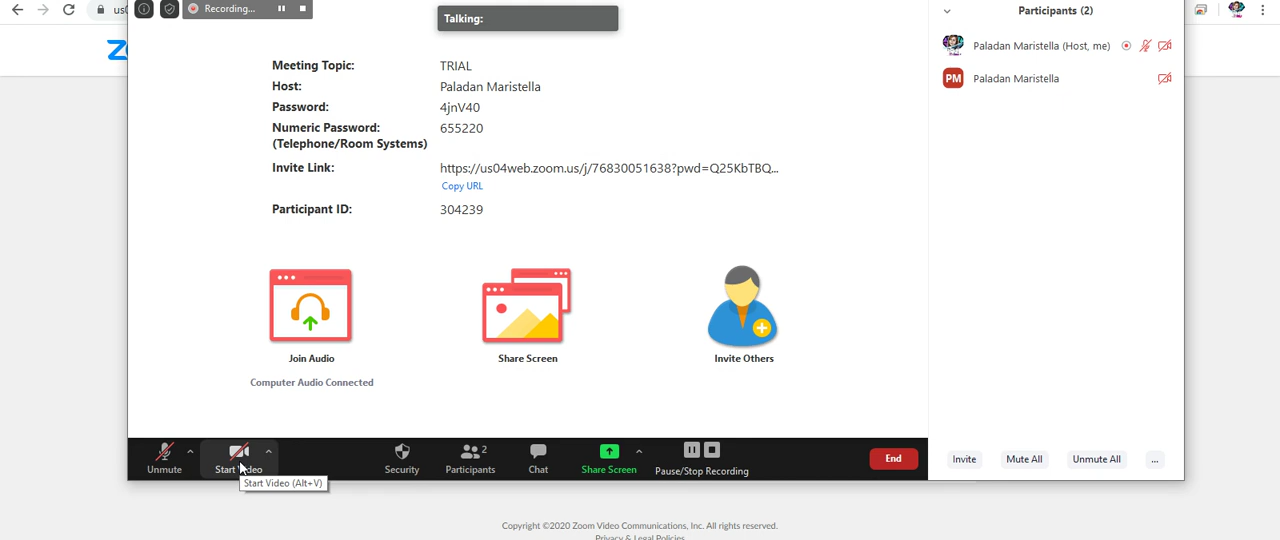 us0
Recording...
Talking:
Participants (2)
Meeting Topic: TRIAL
Host: Paladan Maristella
Password: 4jnV40
Numeric Password: 655220
(Telephone/Room Systems)
Invite Link: https://us04web.zoom.us/j/76830051638?pwd=Q25KbTBQ...
Copy URL
Participant ID: 304239
Paladan Maristella (Host, me)
PM Paladan Maristella
Join Audio
Share Screen
Invite Others
Computer Audio Connected
Unmute
Start Video
Security
Participants 2
Chat
Share Screen
Pause/Stop Recording
End
Invite
Mute All
Unmute All
...
Start Video (Alt+V)
Copyright ©2020 Zoom Video Communications, Inc. All rights reserved.
Privacy & Legal Policies